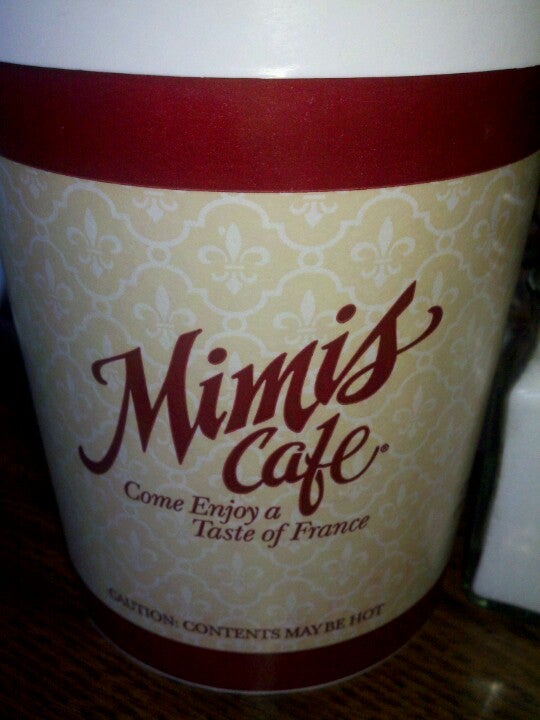 Mimis
Cafe®
Come Enjoy a
Taste of France
CAUTION: CONTENTS MAY BE HOT